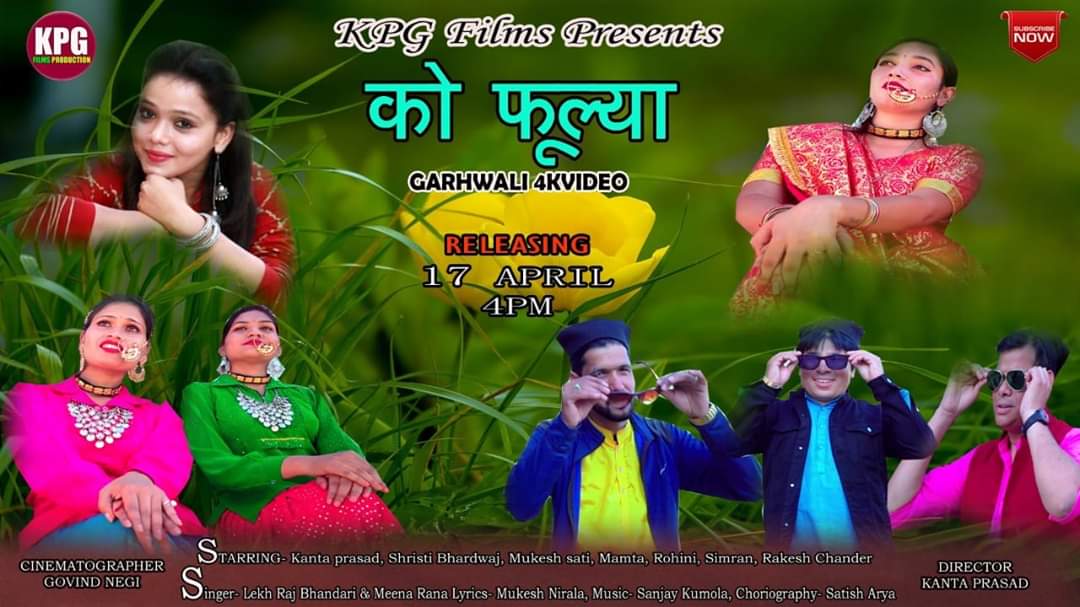 KPG Films Presents
KPG
FILMS PRODUCTION
SUBSCRIBE
NOW
को फूल्या
GARHWALI 4KVIDEO
RELEASING
17 APRIL
4PM
STARRING- Kanta prasad, Shristi Bhardwaj, Mukesh sati, Mamta, Rohini, Simran, Rakesh Chander
CINEMATOGRAPHER
GOVIND NEGI
DIRECTOR
KANTA PRASAD
Singer- Lekh Raj Bhandari & Meena Rana Lyrics- Mukesh Nirala, Music- Sanjay Kumola, Choriography- Satish Arya